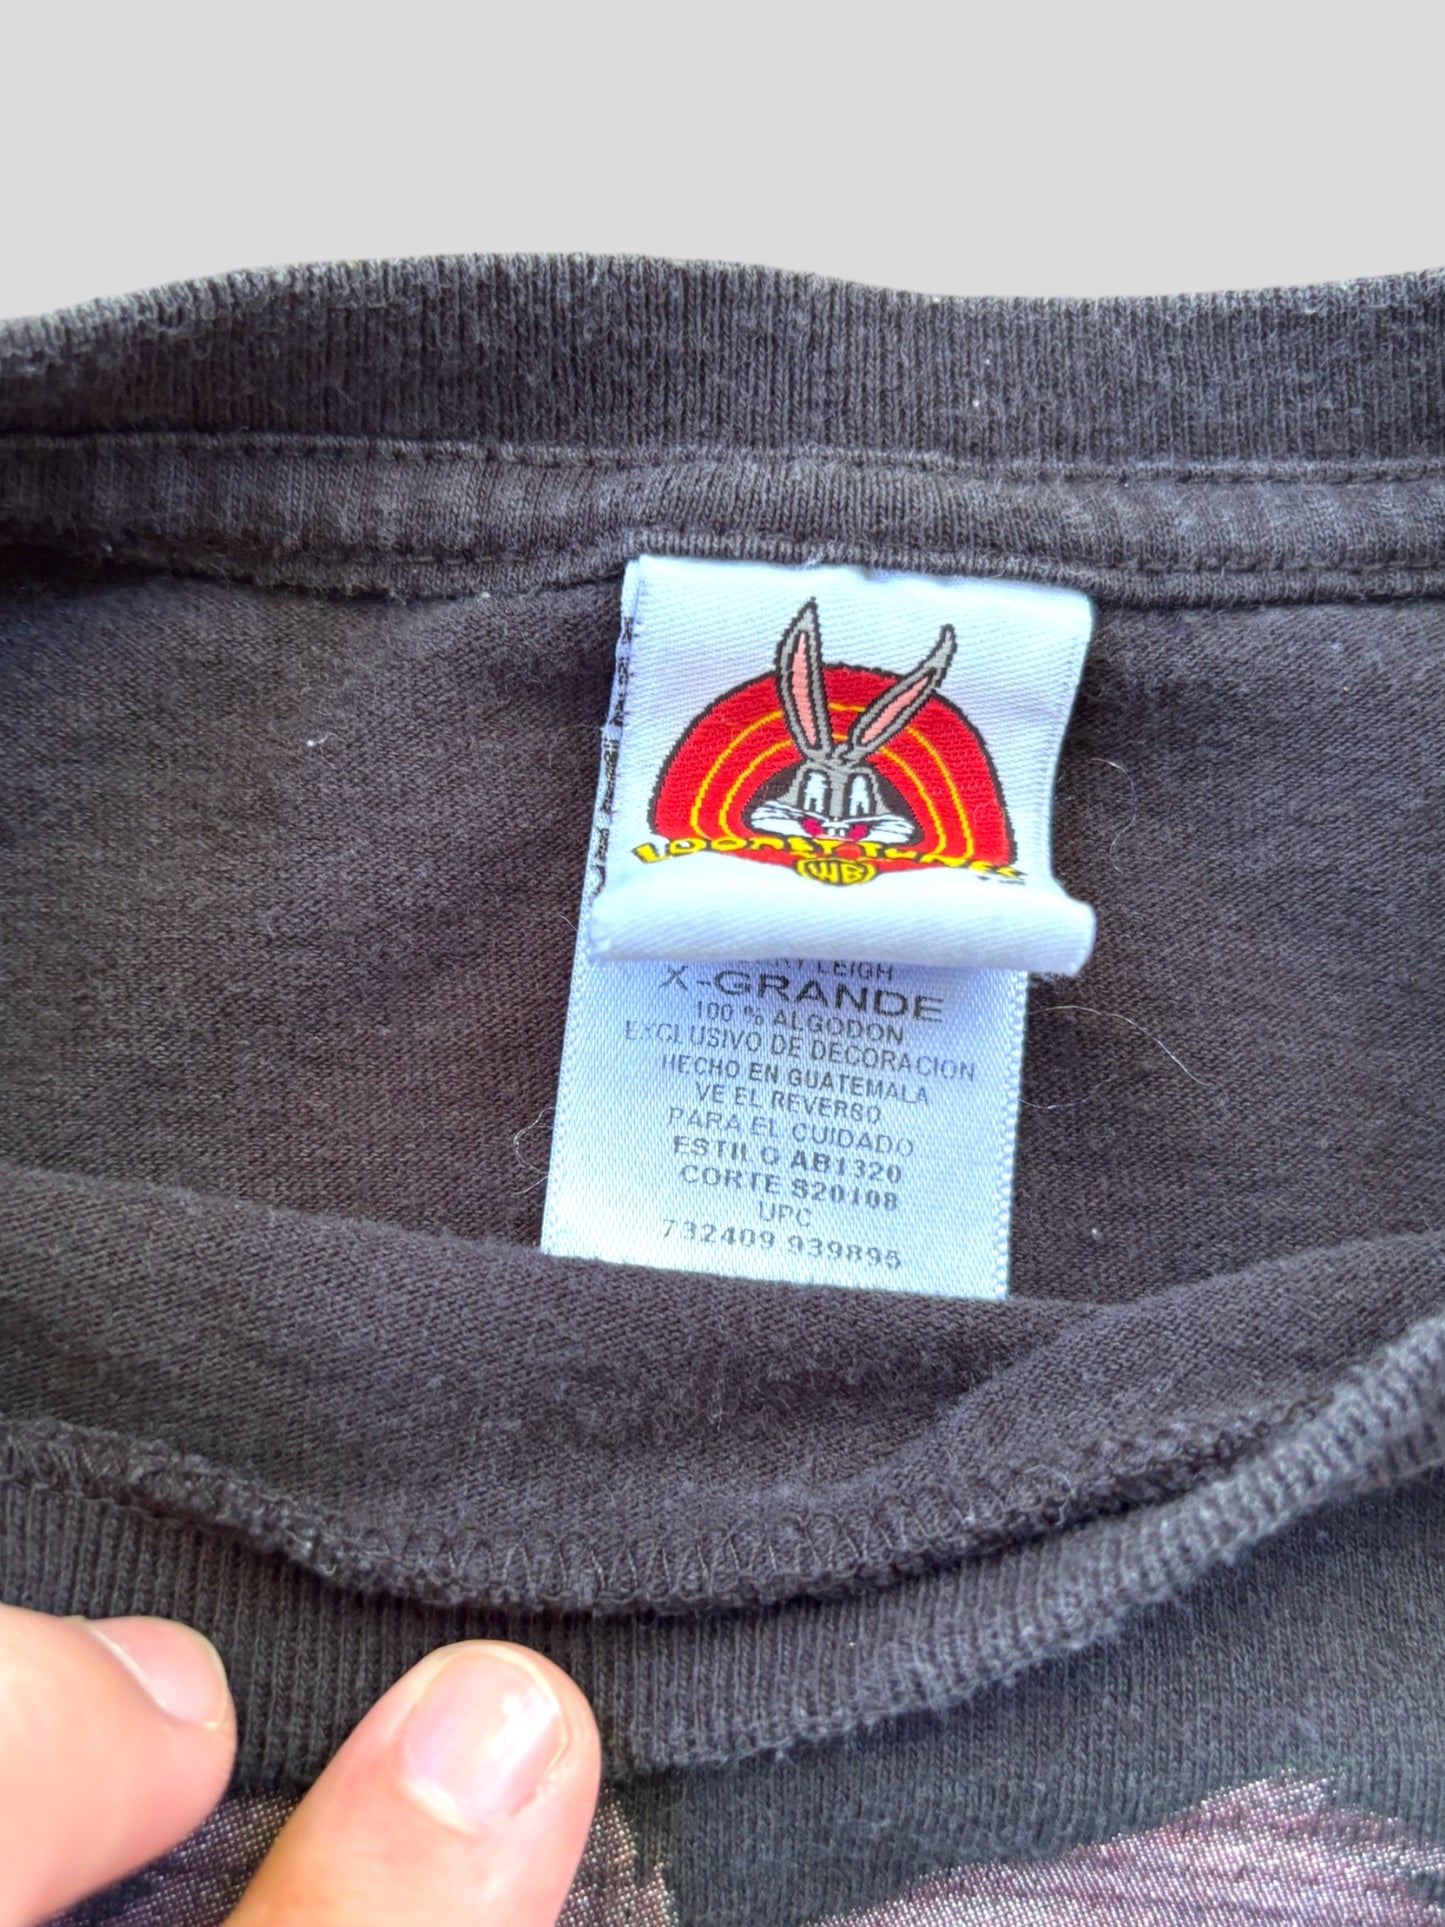 LOONEY TUNES
WB
LEIGH
X-GRANDE
100 % ALGODON
EXCLUSIVO DE DECORACION
HECHO EN GUATEMALA
VE EL REVERSO
PARA EL CUIDADO
ESTILO AB1320
CORTE S20108
UPC
732409 939895